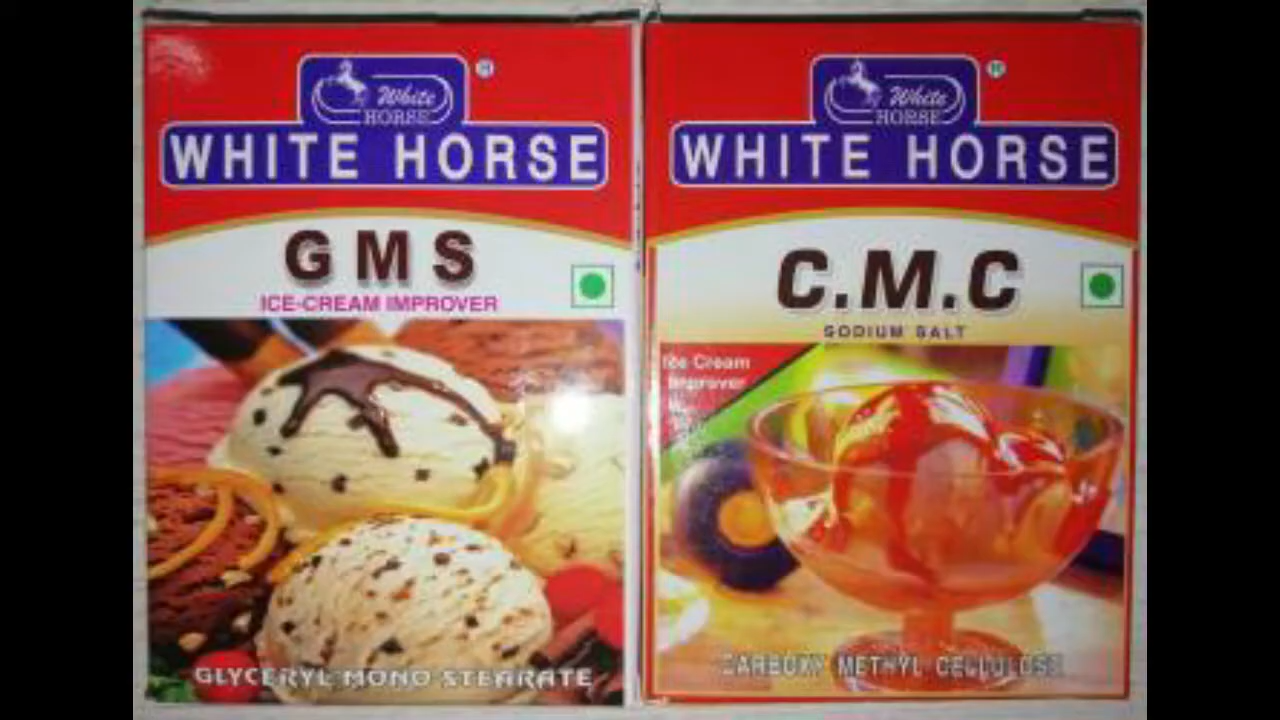 White
HORSE
WHITE HORSE
GMS
ICE-CREAM IMPROVER
GLYCERYL MONO STEARATE
White
HORSE
WHITE HORSE
C.M.C
SODIUM SALT
Ice Cream
Improver
CARBOXY METHYL CELLULOSE